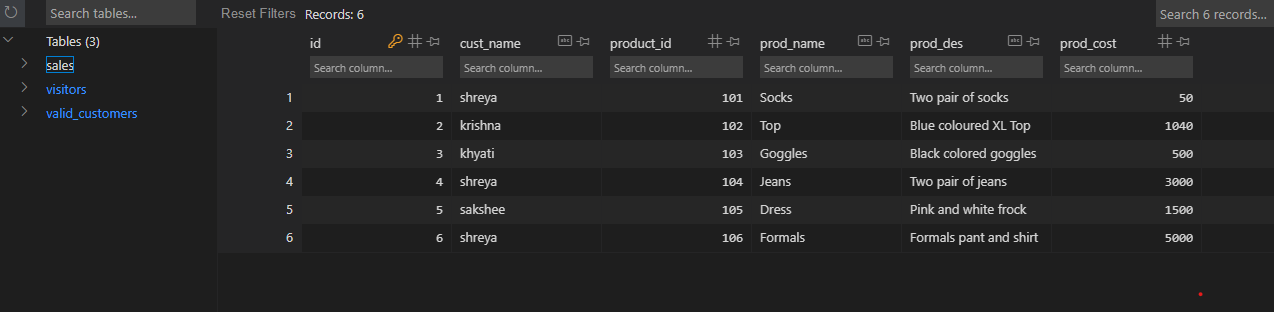 Search tables... Reset Filters Records: 6 Search 6 records...
Tables (3)
sales
visitors
valid_customers
id cust_name product_id prod_name prod_des prod_cost
Search column... Search column... Search column... Search column... Search column... Search column...
1 1 shreya 101 Socks Two pair of socks 50
2 2 krishna 102 Top Blue coloured XL Top 1040
3 3 khyati 103 Goggles Black colored goggles 500
4 4 shreya 104 Jeans Two pair of jeans 3000
5 5 sakshee 105 Dress Pink and white frock 1500
6 6 shreya 106 Formals Formals pant and shirt 5000